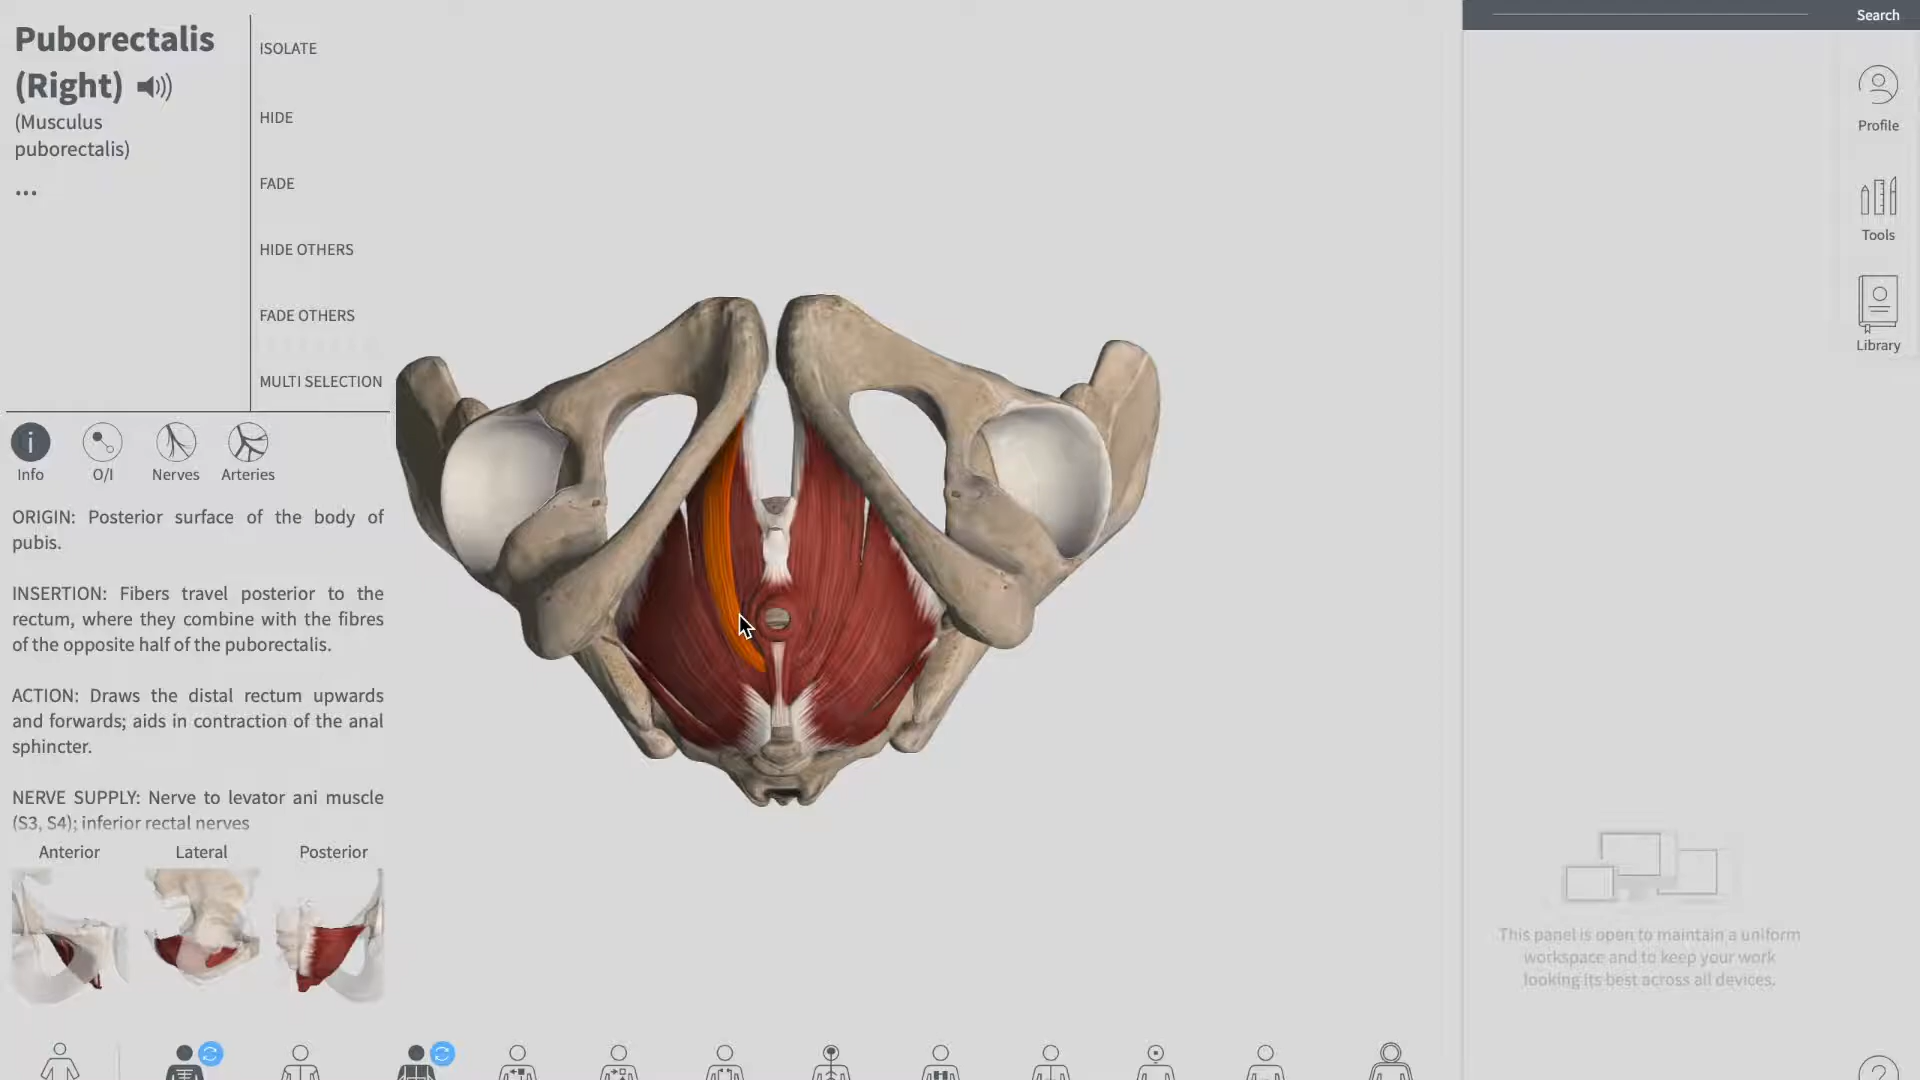 Puborectalis
(Right)
(Musculus
puborectalis)
...
ISOLATE
HIDE
FADE
HIDE OTHERS
FADE OTHERS
MULTI SELECTION
Info
O/I
Nerves
Arteries
ORIGIN: Posterior surface of the body of
pubis.
INSERTION: Fibers travel posterior to the
rectum, where they combine with the fibres
of the opposite half of the puborectalis.
ACTION: Draws the distal rectum upwards
and forwards; aids in contraction of the anal
sphincter.
NERVE SUPPLY: Nerve to levator ani muscle
(S3, S4); inferior rectal nerves
Anterior
Lateral
Posterior
Search
Profile
Tools
Library
This panel is open to maintain a uniform
workspace and to keep your work
looking its best across all devices.
?